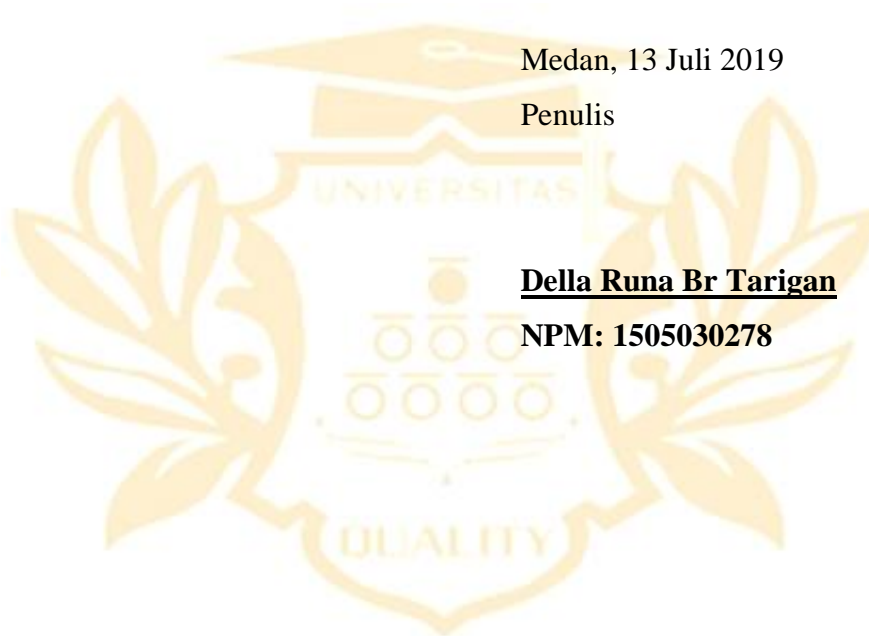 Medan, 13 Juli 2019
Penulis
UNIVERSITAS
Della Runa Br Tarigan
NPM: 1505030278
QUALITY